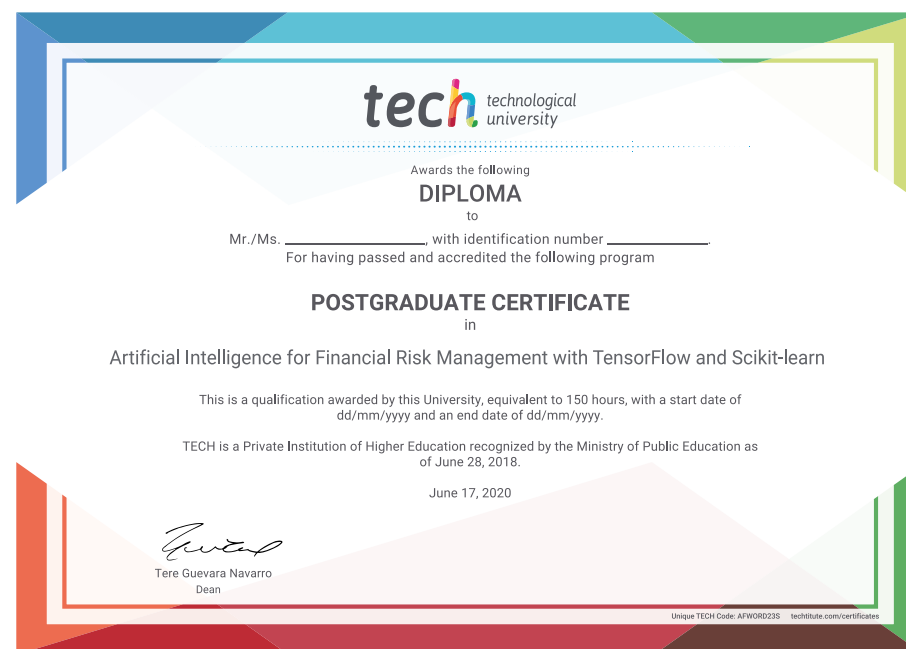 tech technological
university
Awards the following
DIPLOMA
to
Mr./Ms. ____________________, with identification number ______________.
For having passed and accredited the following program
POSTGRADUATE CERTIFICATE
in
Artificial Intelligence for Financial Risk Management with TensorFlow and Scikit-learn
This is a qualification awarded by this University, equivalent to 150 hours, with a start date of
dd/mm/yyyy and an end date of dd/mm/yyyy.
TECH is a Private Institution of Higher Education recognized by the Ministry of Public Education as
of June 28, 2018.
June 17, 2020
Tere Guevara Navarro
Dean
Unique TECH Code: AFWORD23S techtitute.com/certificates